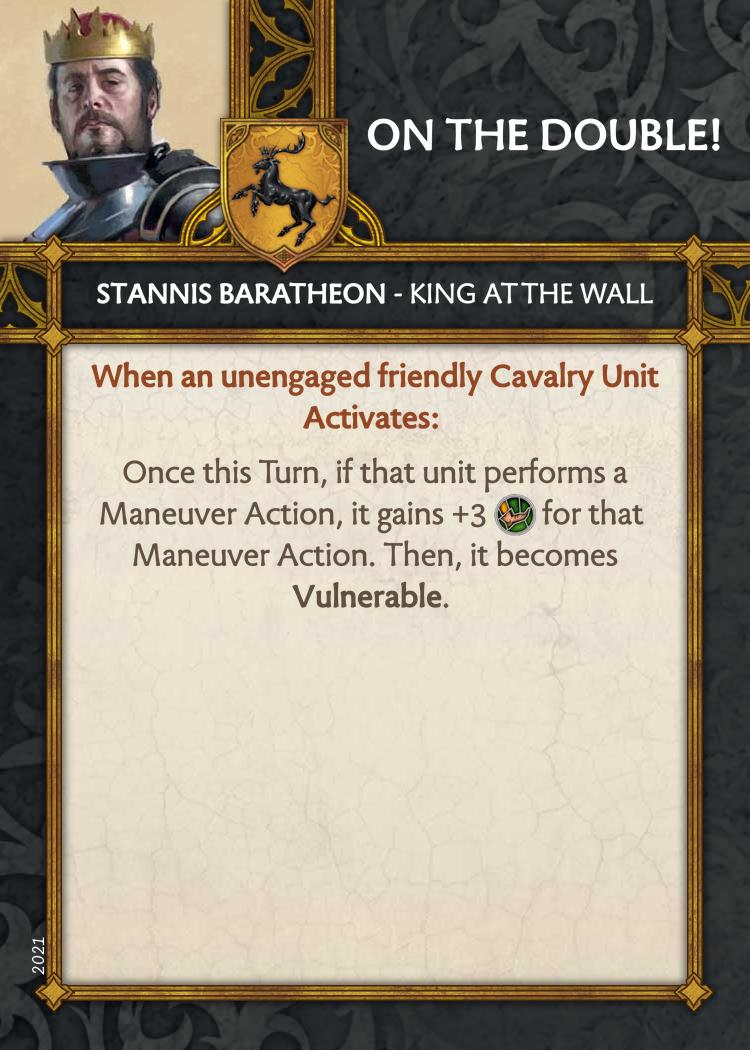 ON THE DOUBLE!
STANNIS BARATHEON - KING AT THE WALL
When an unengaged friendly Cavalry Unit
Activates:
Once this Turn, if that unit performs a
Maneuver Action, it gains +3 for that
Maneuver Action. Then, it becomes
Vulnerable.
2021